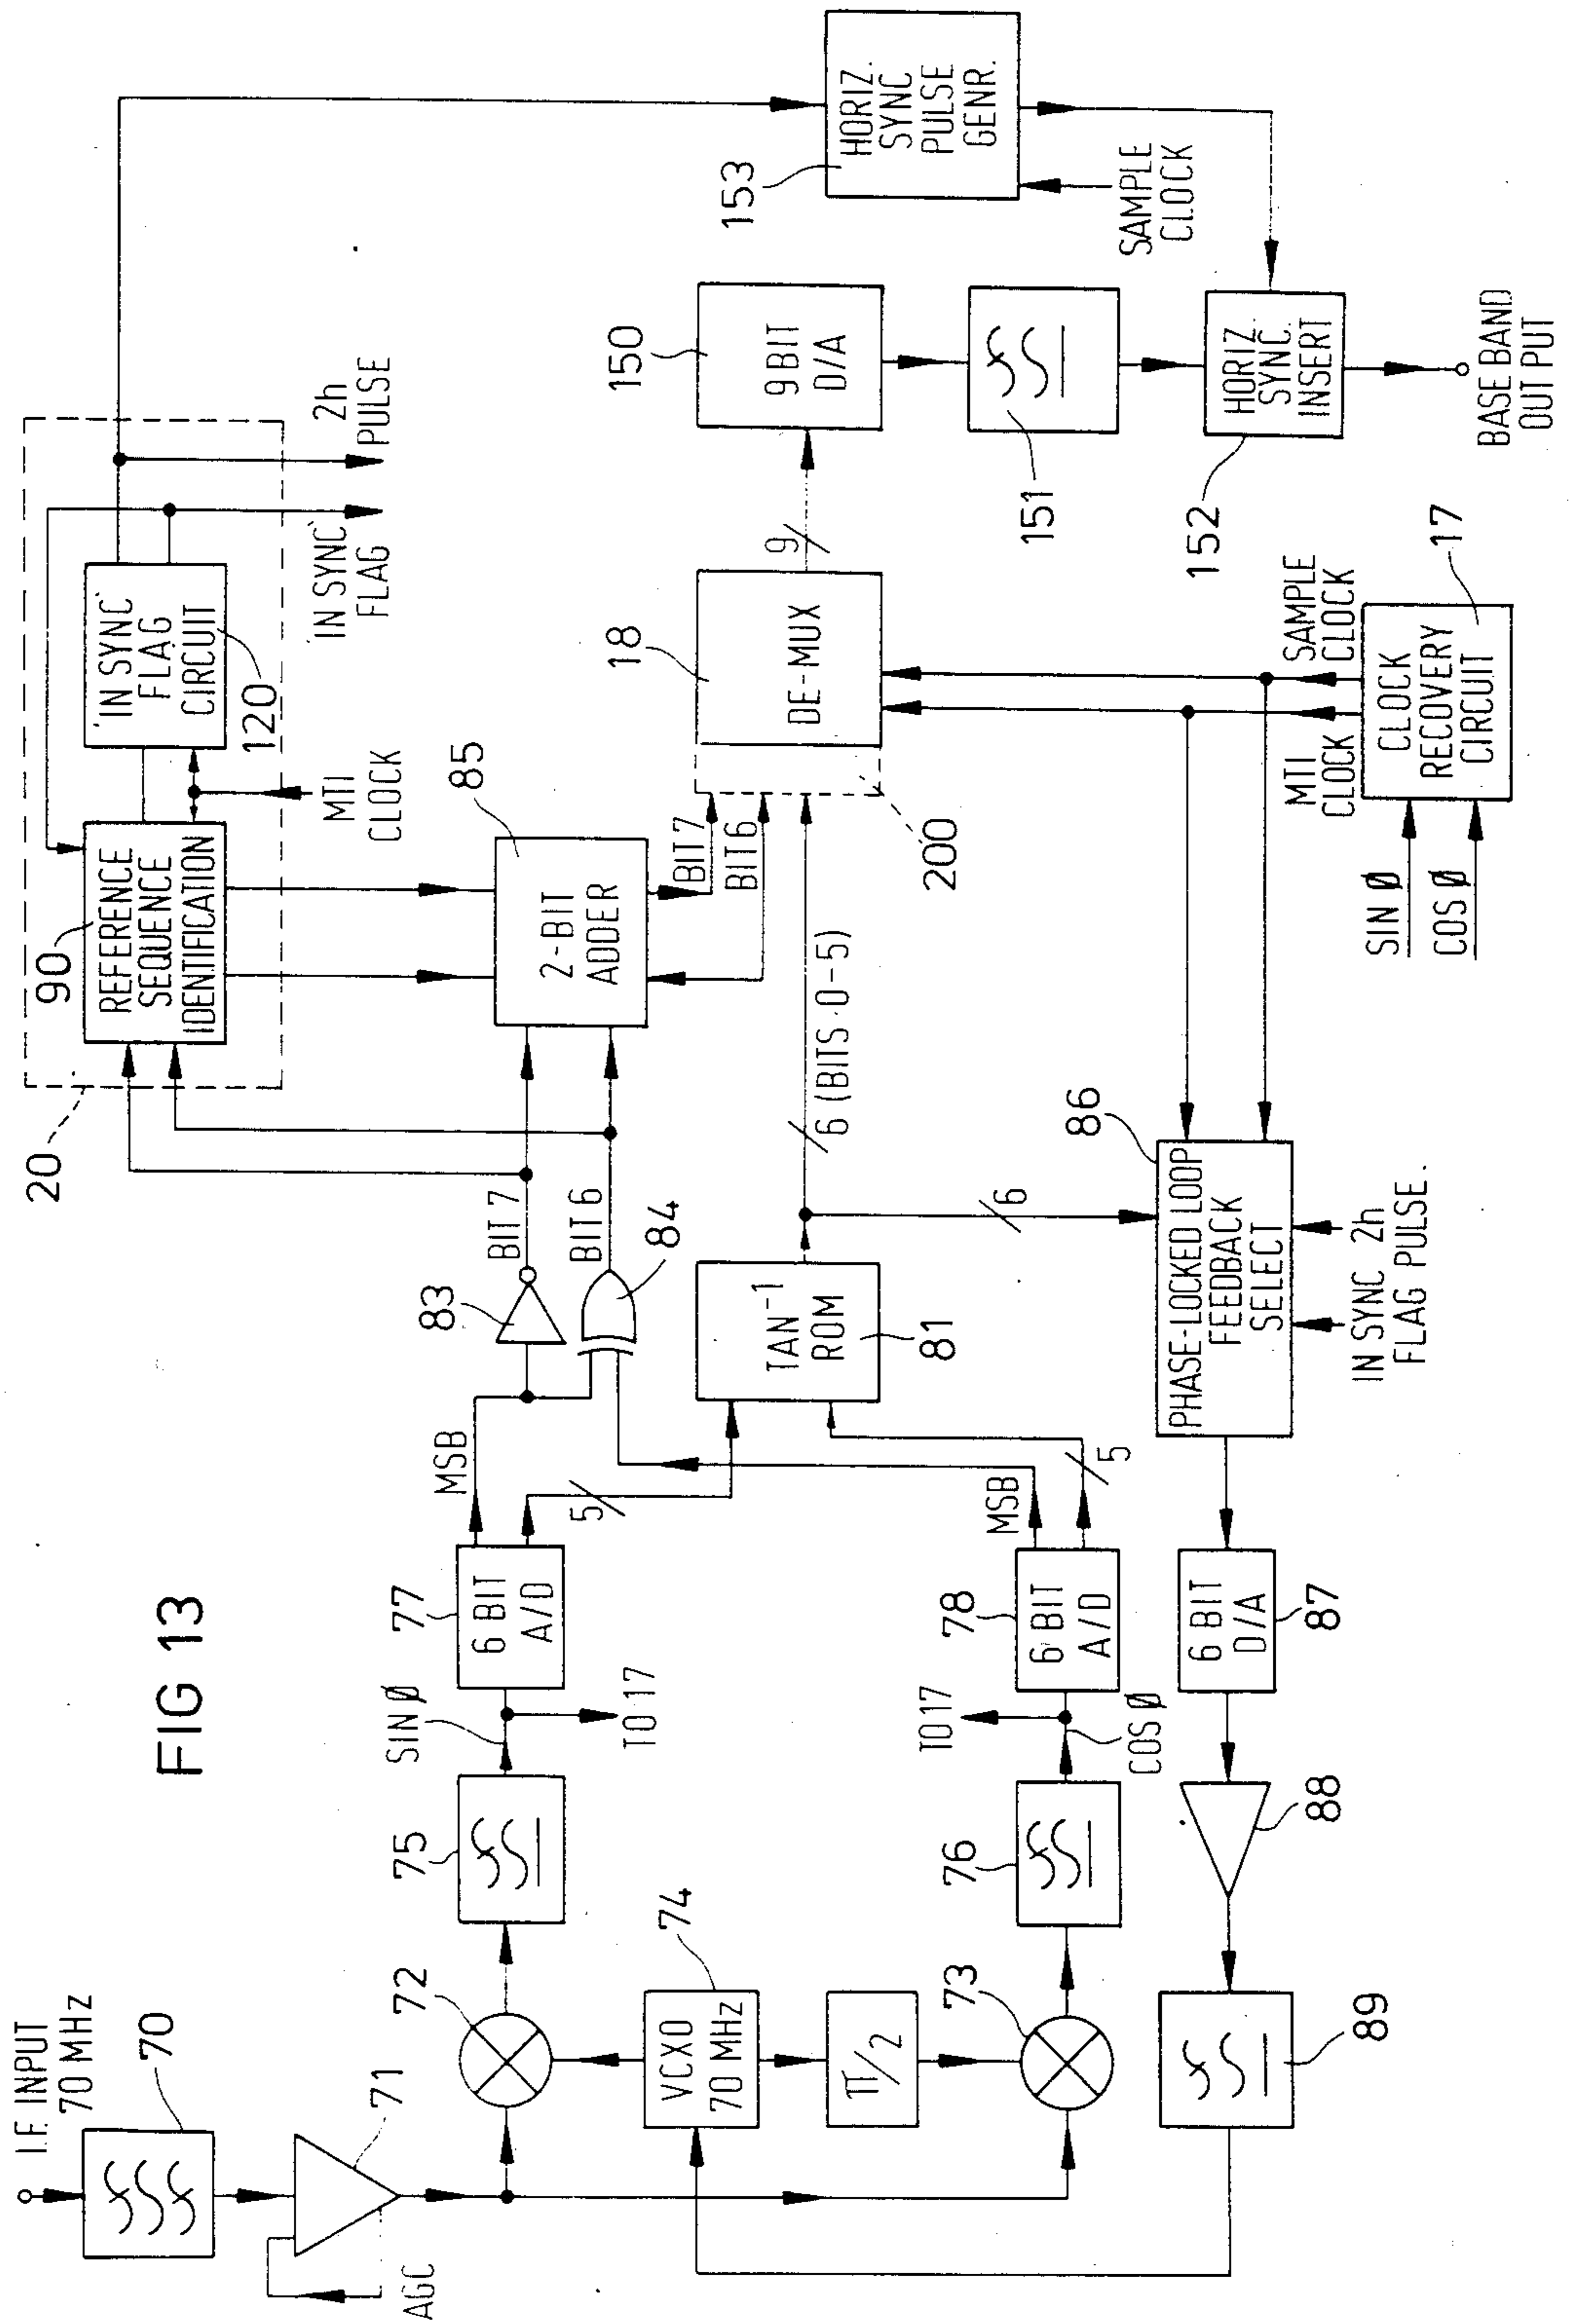 FIG 13
I.F. INPUT
70 MHz
70
71
AGC
72
73
VCXO
70 MHz
74
π/2
75
76
SIN Ø
TO 17
COS Ø
TO 17
77
6 BIT
A/D
78
6 BIT
A/D
MSB
5
MSB
5
83
84
BIT 7
BIT 6
TAN⁻¹
ROM
81
6
6 (BITS 0-5)
20
90
REFERENCE
SEQUENCE
IDENTIFICATION
'IN SYNC'
FLAG
CIRCUIT
120
MTI
CLOCK
'IN SYNC'
FLAG
2h
PULSE
85
2-BIT
ADDER
BIT 7
BIT 6
200
18
DE-MUX
9
150
9 BIT
D/A
151
152
HORIZ
SYNC.
INSERT
BASE BAND
OUTPUT
153
HORIZ.
SYNC
PULSE
GENR.
SAMPLE
CLOCK
MTI
CLOCK
SAMPLE
CLOCK
17
CLOCK
RECOVERY
CIRCUIT
SIN Ø
COS Ø
86
PHASE-LOCKED LOOP
FEEDBACK
SELECT
IN SYNC 2h
FLAG PULSE.
6 BIT
D/A
87
88
89